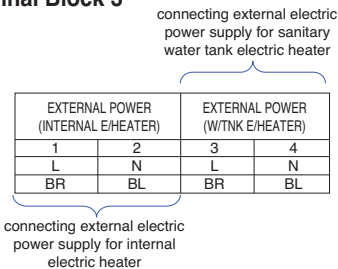 Block 3
connecting external electric
power supply for sanitary
water tank electric heater
EXTERNAL POWER EXTERNAL POWER
(INTERNAL E/HEATER) (W/TNK E/HEATER)
1 2 3 4
L N L N
BR BL BR BL
connecting external electric
power supply for internal
electric heater